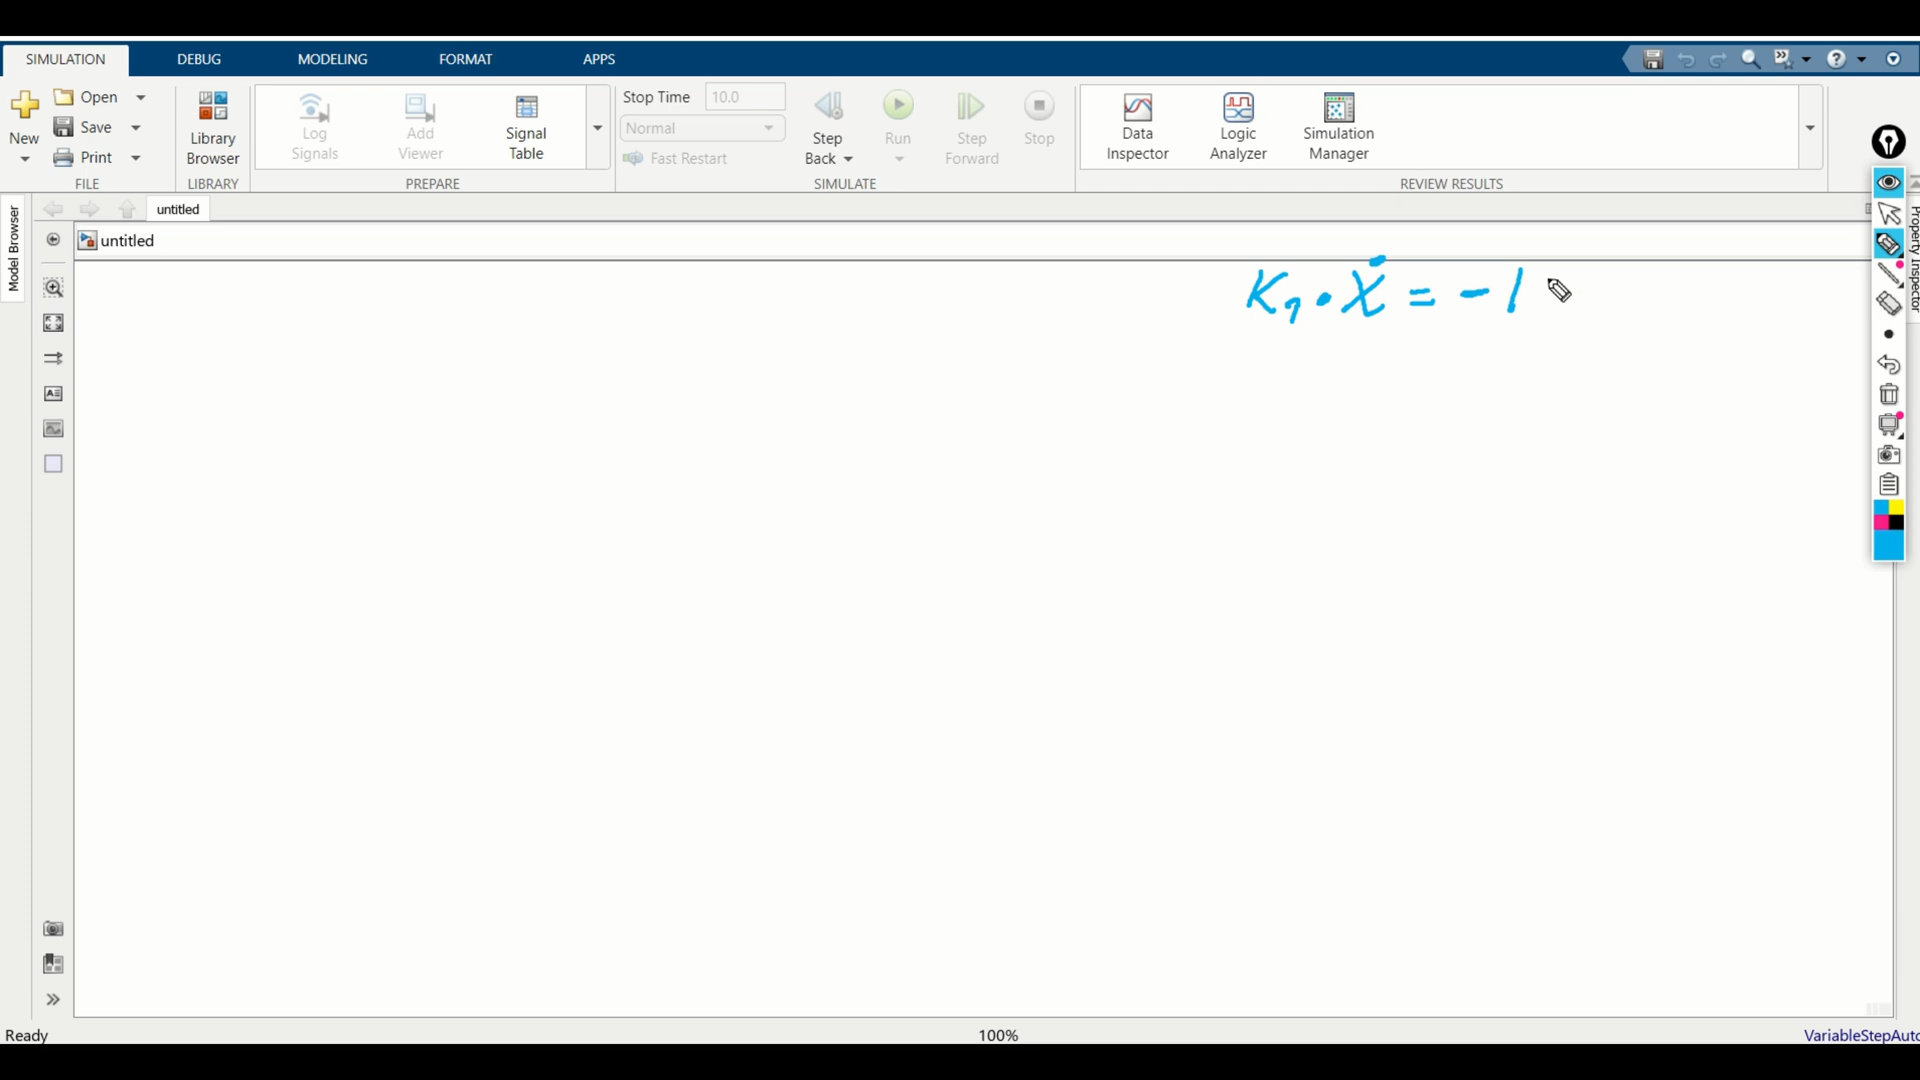 SIMULATION DEBUG MODELING FORMAT APPS
New
Open
Save
Print
FILE
Library Browser
LIBRARY
Log Signals
Add Viewer
Signal Table
PREPARE
Stop Time 10.0
Normal
Fast Restart
Step Back
Run
Step Forward
Stop
SIMULATE
Data Inspector
Logic Analyzer
Simulation Manager
REVIEW RESULTS
Model Browser
untitled
untitled
Property Inspector
K₁ · Ẋ = - 1
Ready
100%
VariableStepAuto